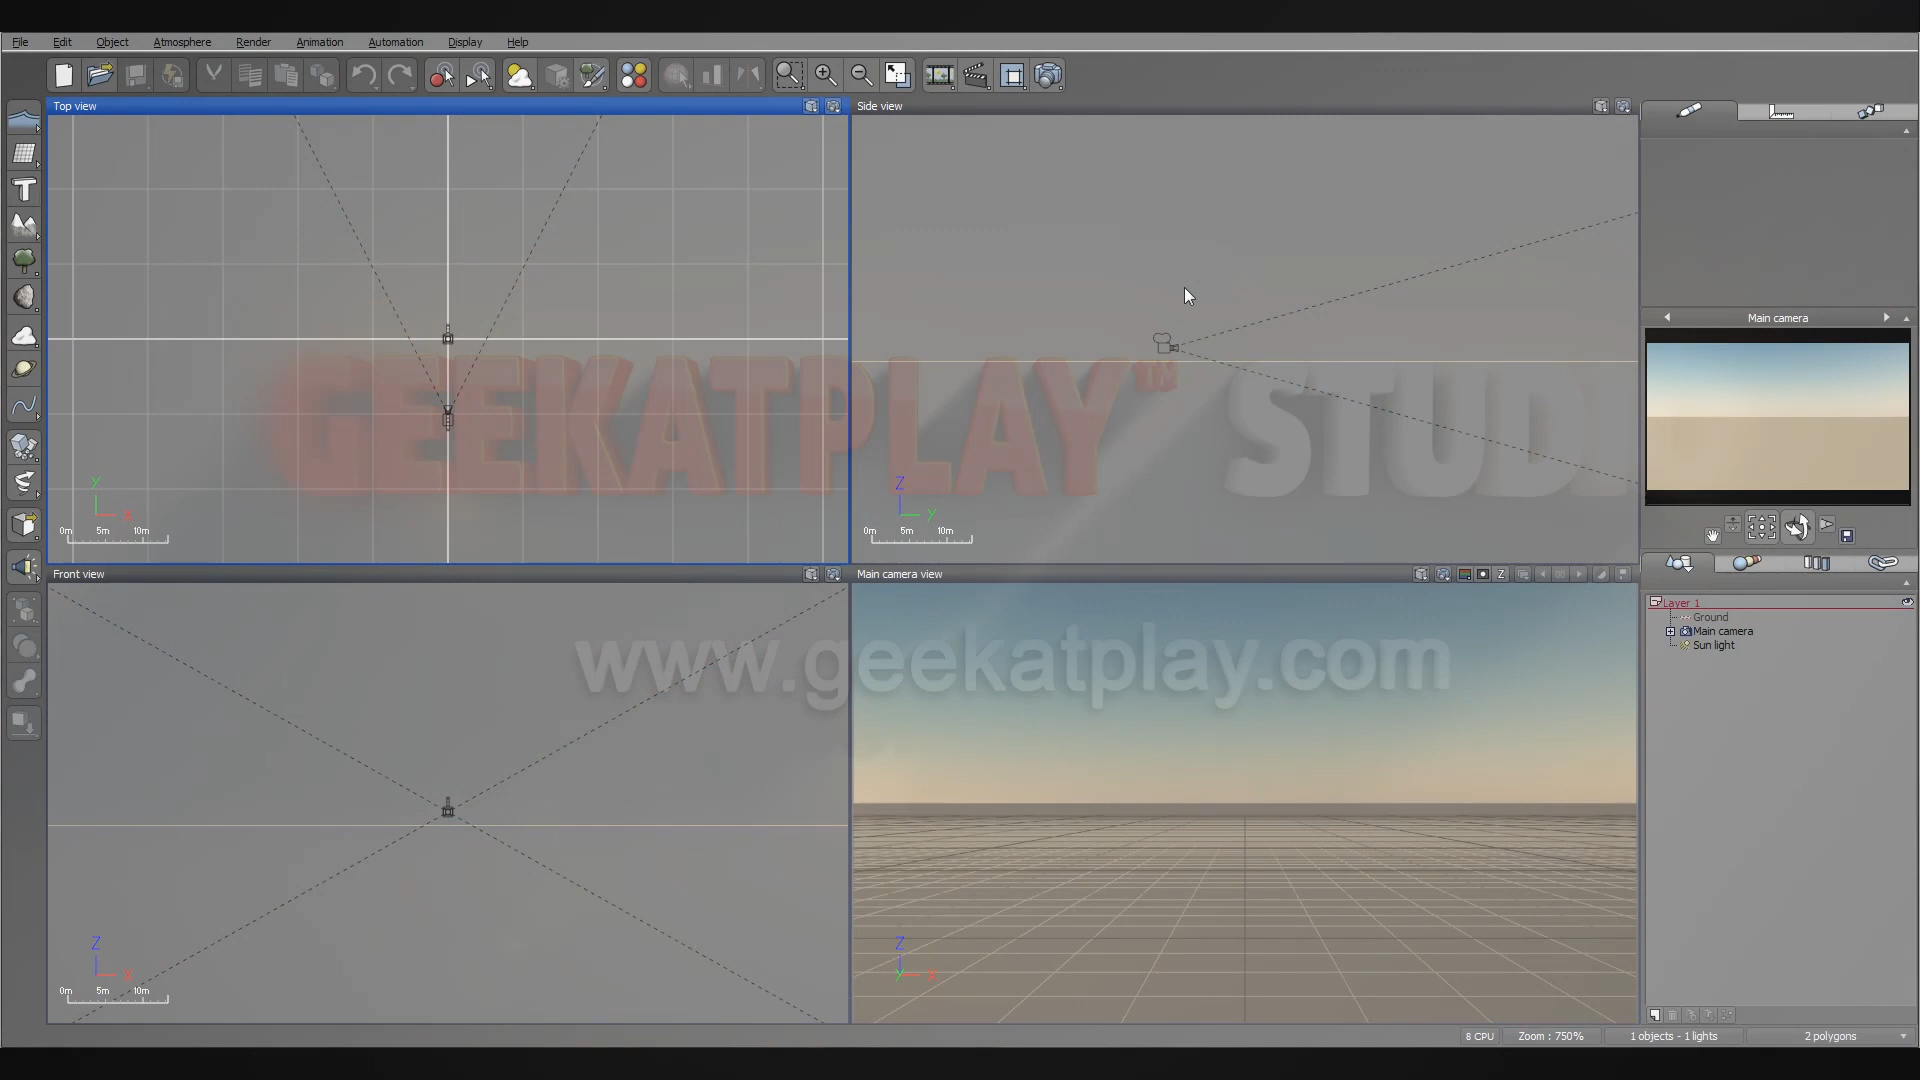 File Edit Object Atmosphere Render Animation Automation Display Help
Top view
Side view
Main camera
GEEKATPLAY™ STUDI
Y
X
0m 5m 10m
Z
Y
0m 5m 10m
Front view
Main camera view
Z
Layer 1
Ground
Main camera
Sun light
www.geekatplay.com
Z
X
0m 5m 10m
Z
Y
X
8 CPU
Zoom : 750%
1 objects - 1 lights
2 polygons